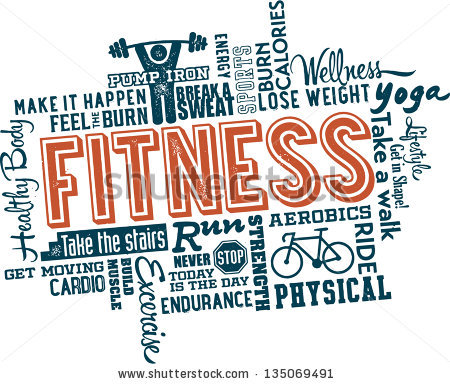 PUMP IRON
ENERGY
SPORTS
BURN
CALORIES
Wellness
MAKE IT HAPPEN
BREAK A
SWEAT
LOSE WEIGHT
yoga
FEEL THE BURN
Healthy Body
FITNESS
Take a walk
Lifestyle
Get in Shape!
Take the stairs
Run
STRENGTH
AEROBICS
RIDE
GET MOVING
CARDIO
BUILD
MUSCLE
Exercise
NEVER STOP
TODAY
IS THE DAY
ENDURANCE
PHYSICAL
shutterstock
www.shutterstock.com · 135069491